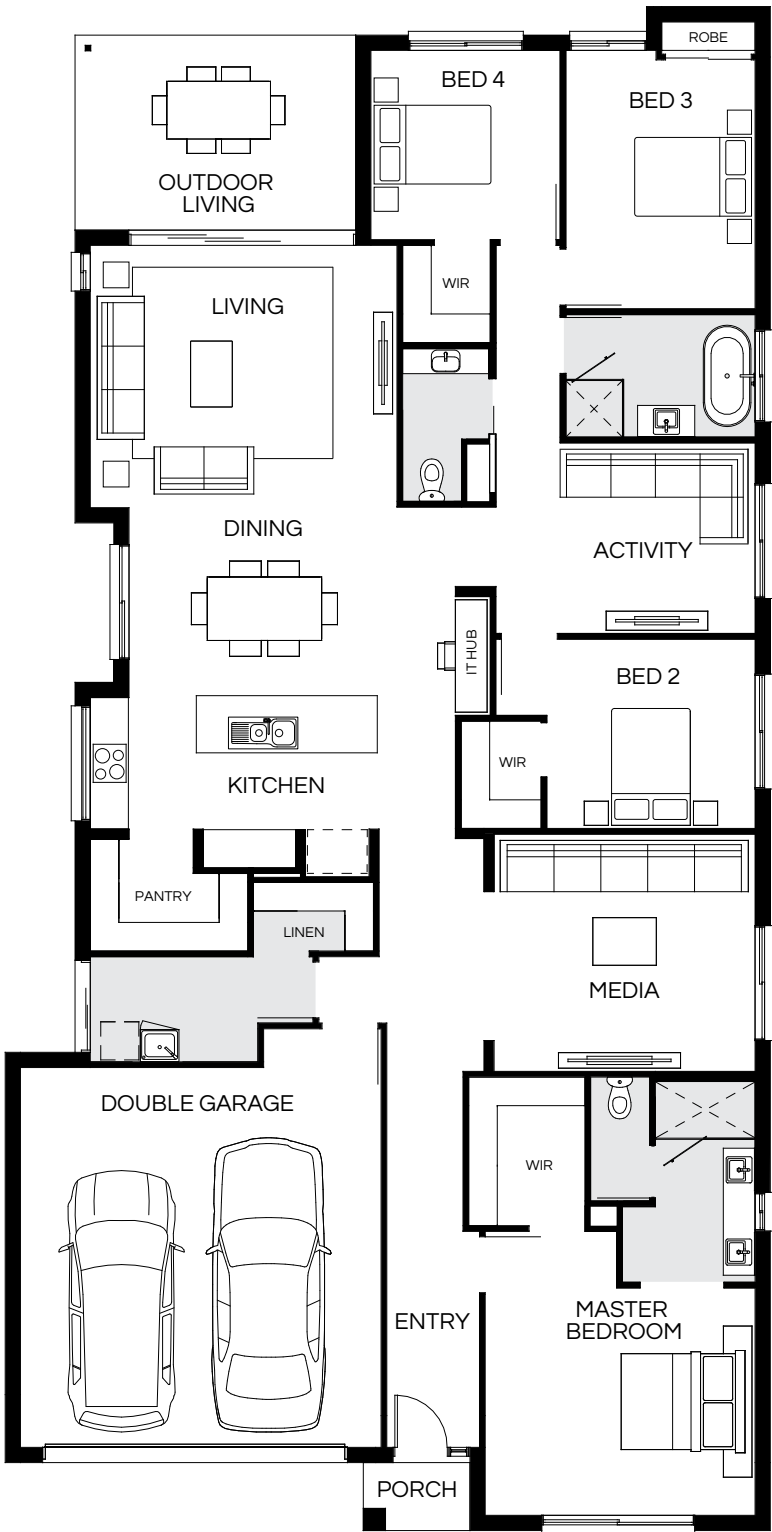 ROBE
BED 4
BED 3
OUTDOOR
LIVING
WIR
LIVING
DINING
ACTIVITY
IT HUB
BED 2
WIR
KITCHEN
PANTRY
LINEN
MEDIA
DOUBLE GARAGE
WIR
MASTER
BEDROOM
ENTRY
PORCH